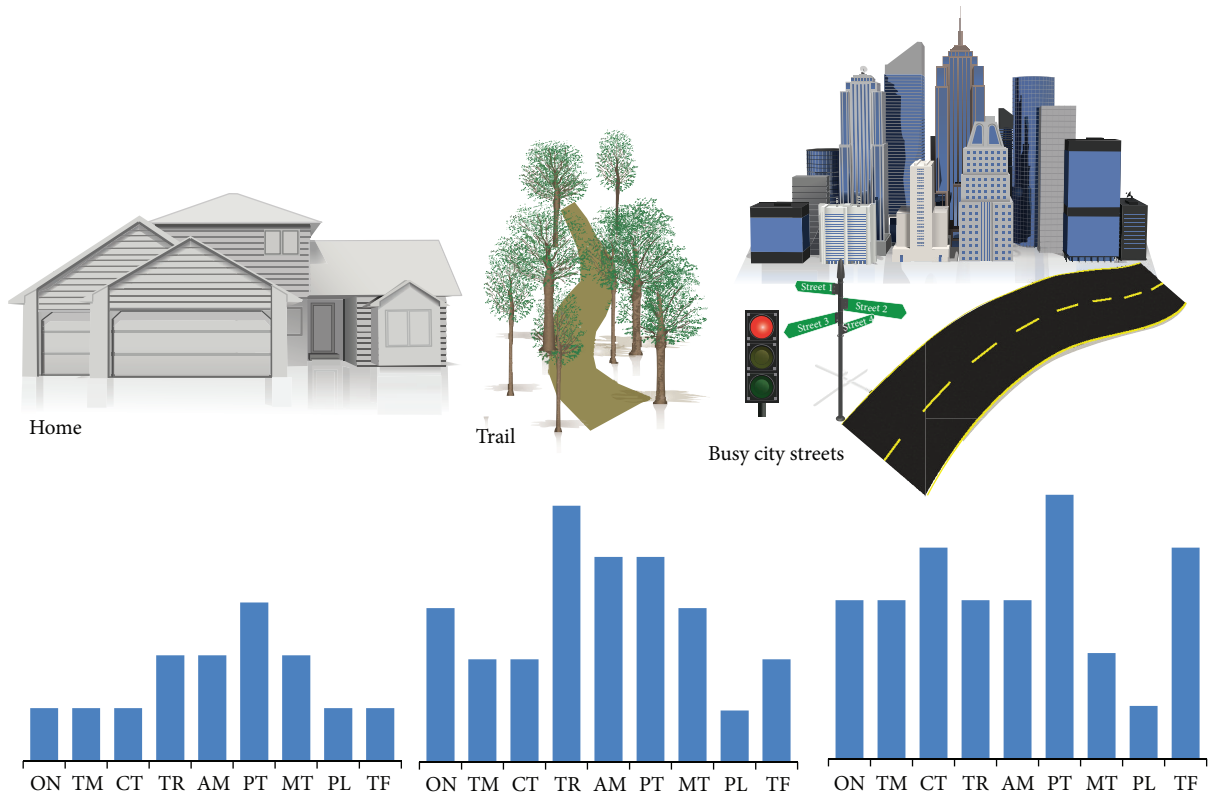 Street 1
Street 2
Street 3
Street
Home
Trail
Busy city streets
ON TM CT TR AM PT MT PL TF
ON TM CT TR AM PT MT PL TF
ON TM CT TR AM PT MT PL TF